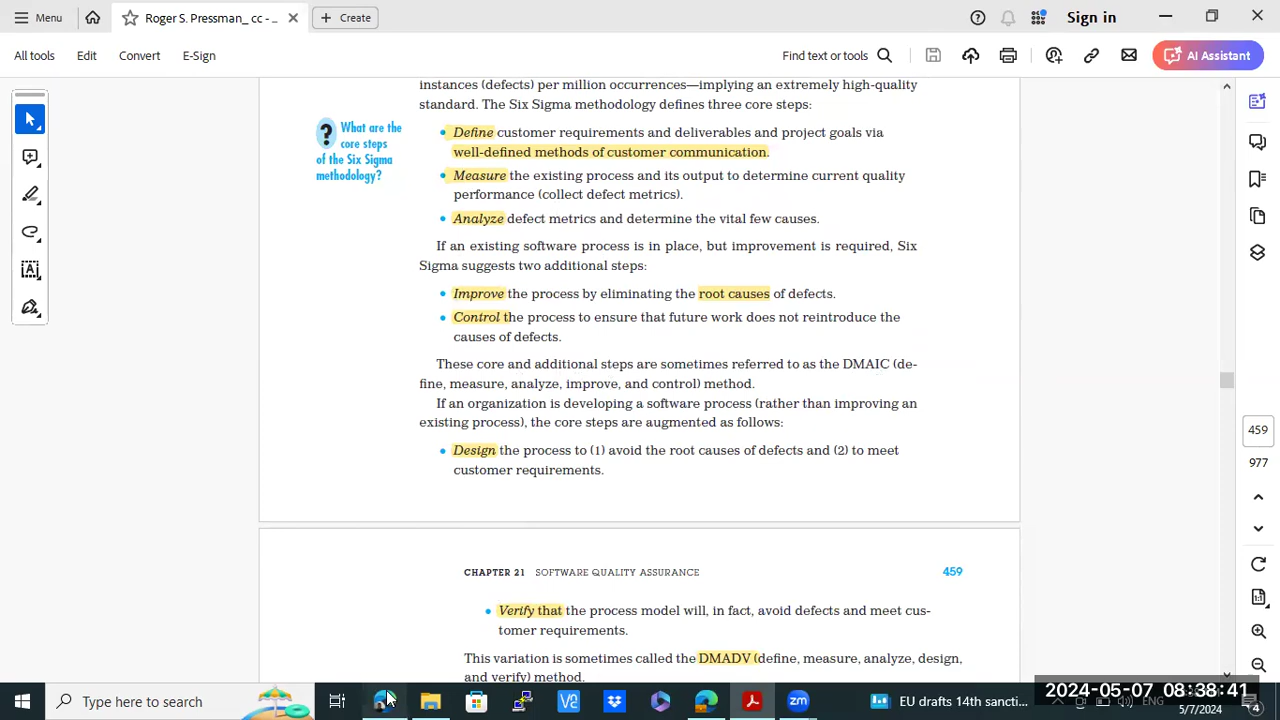 Menu
Roger S. Pressman_ cc - ...
Create
Sign in
All tools
Edit
Convert
E-Sign
Find text or tools
AI Assistant
instances (defects) per million occurrences—implying an extremely high-quality
standard. The Six Sigma methodology defines three core steps:
? What are the
core steps
of the Six Sigma
methodology?
• Define customer requirements and deliverables and project goals via
well-defined methods of customer communication.
• Measure the existing process and its output to determine current quality
performance (collect defect metrics).
• Analyze defect metrics and determine the vital few causes.
If an existing software process is in place, but improvement is required, Six
Sigma suggests two additional steps:
• Improve the process by eliminating the root causes of defects.
• Control the process to ensure that future work does not reintroduce the
causes of defects.
These core and additional steps are sometimes referred to as the DMAIC (de-
fine, measure, analyze, improve, and control) method.
If an organization is developing a software process (rather than improving an
existing process), the core steps are augmented as follows:
• Design the process to (1) avoid the root causes of defects and (2) to meet
customer requirements.
459
977
CHAPTER 21 SOFTWARE QUALITY ASSURANCE 459
• Verify that the process model will, in fact, avoid defects and meet cus-
tomer requirements.
This variation is sometimes called the DMADV (define, measure, analyze, design,
and verify) method.
Type here to search
EU drafts 14th sancti...
2024-05-07 08:38:41
ENG
5/7/2024